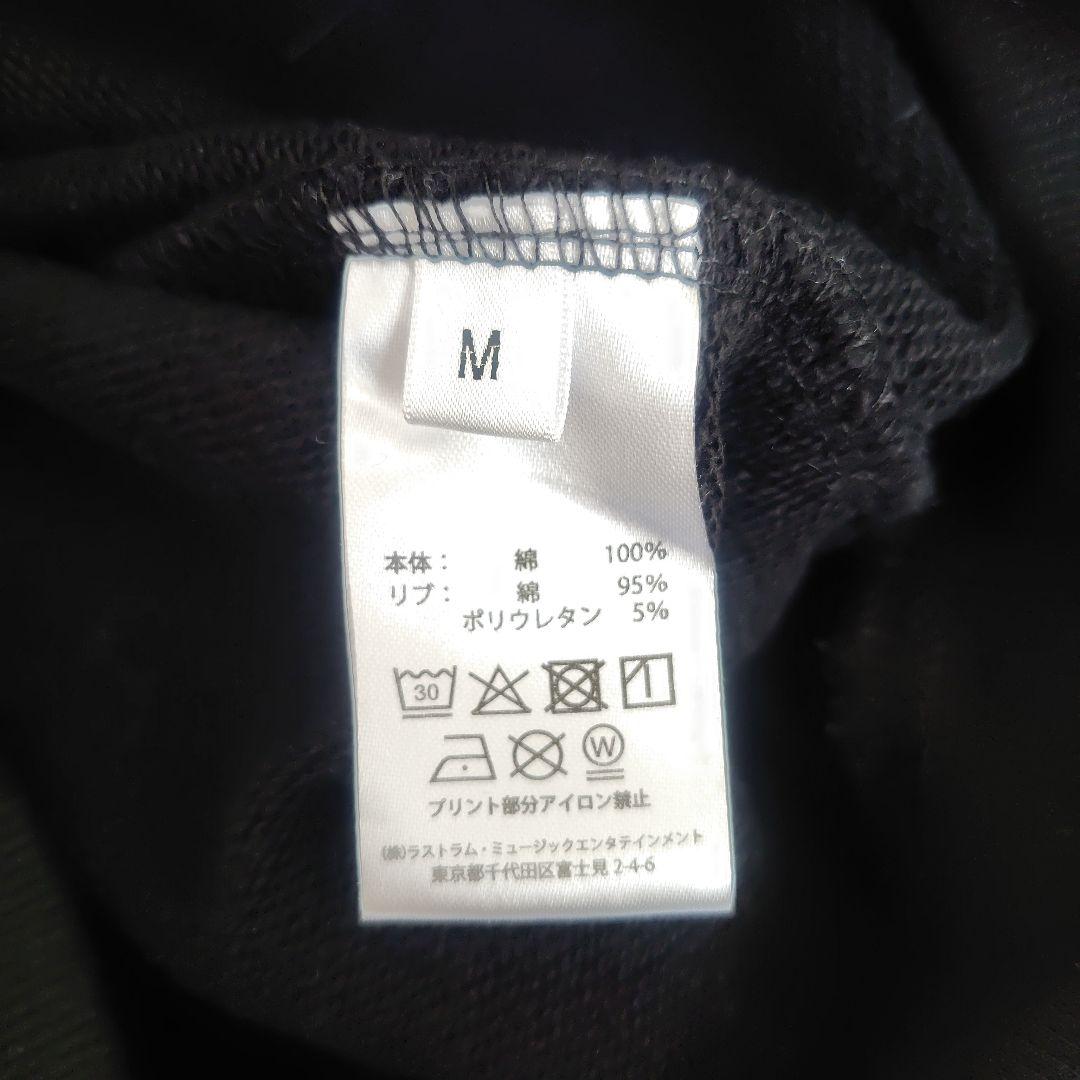 M
本体： 綿 100%
リブ： 綿 95%
ポリウレタン 5%
30
W
プリント部分アイロン禁止
(株)ラストラム・ミュージックエンタテインメント
東京都千代田区富士見 2-4-6